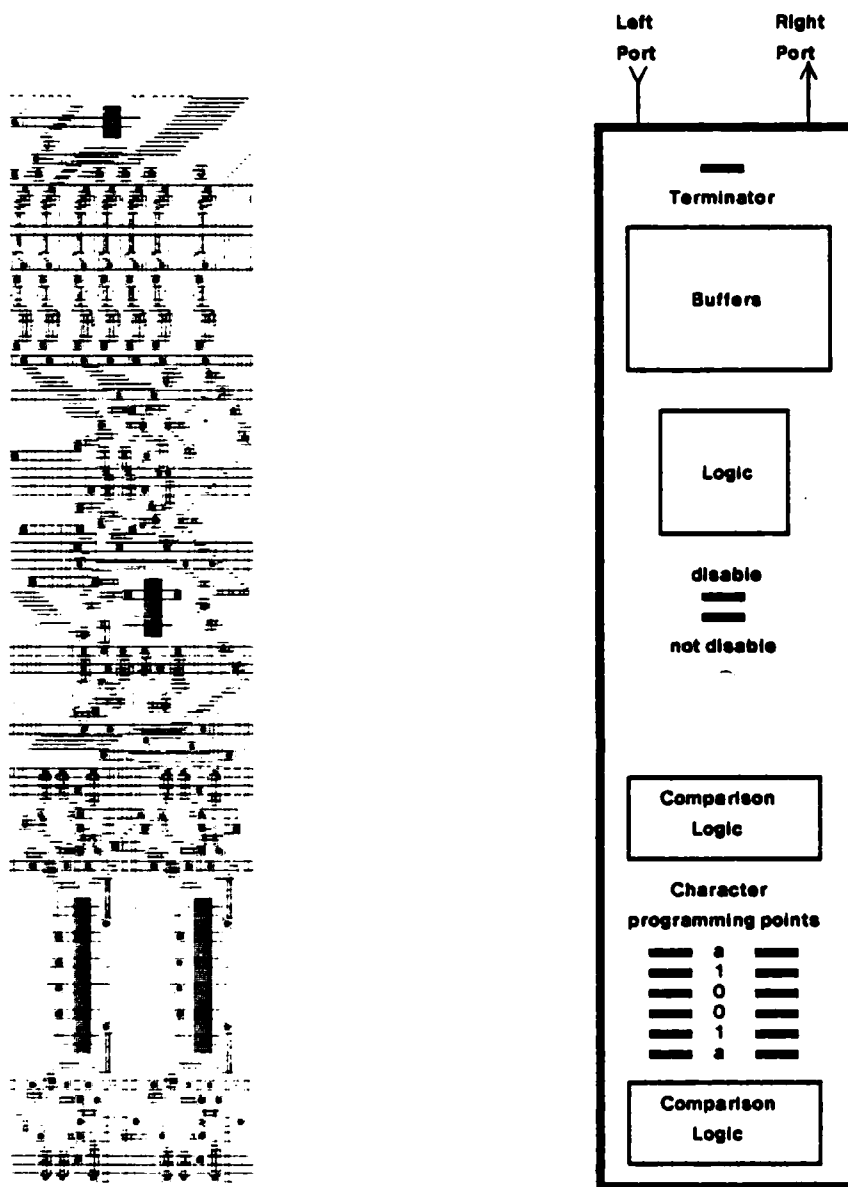 Left Right
Port Port
Terminator
Buffers
Logic
disable
not disable
Comparison
Logic
Character
programming points
a
1
0
0
1
a
Comparison
Logic